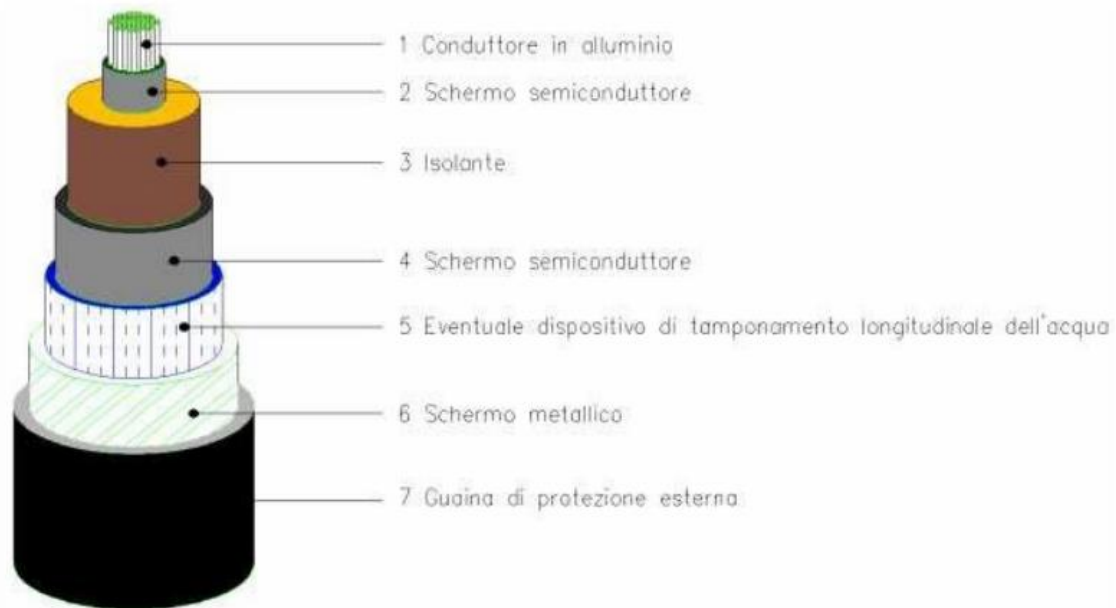 1 Conduttore in alluminio
2 Schermo semiconduttore
3 Isolante
4 Schermo semiconduttore
5 Eventuale dispositivo di tamponamento longitudinale dell'acqua
6 Schermo metallico
7 Guaina di protezione esterna